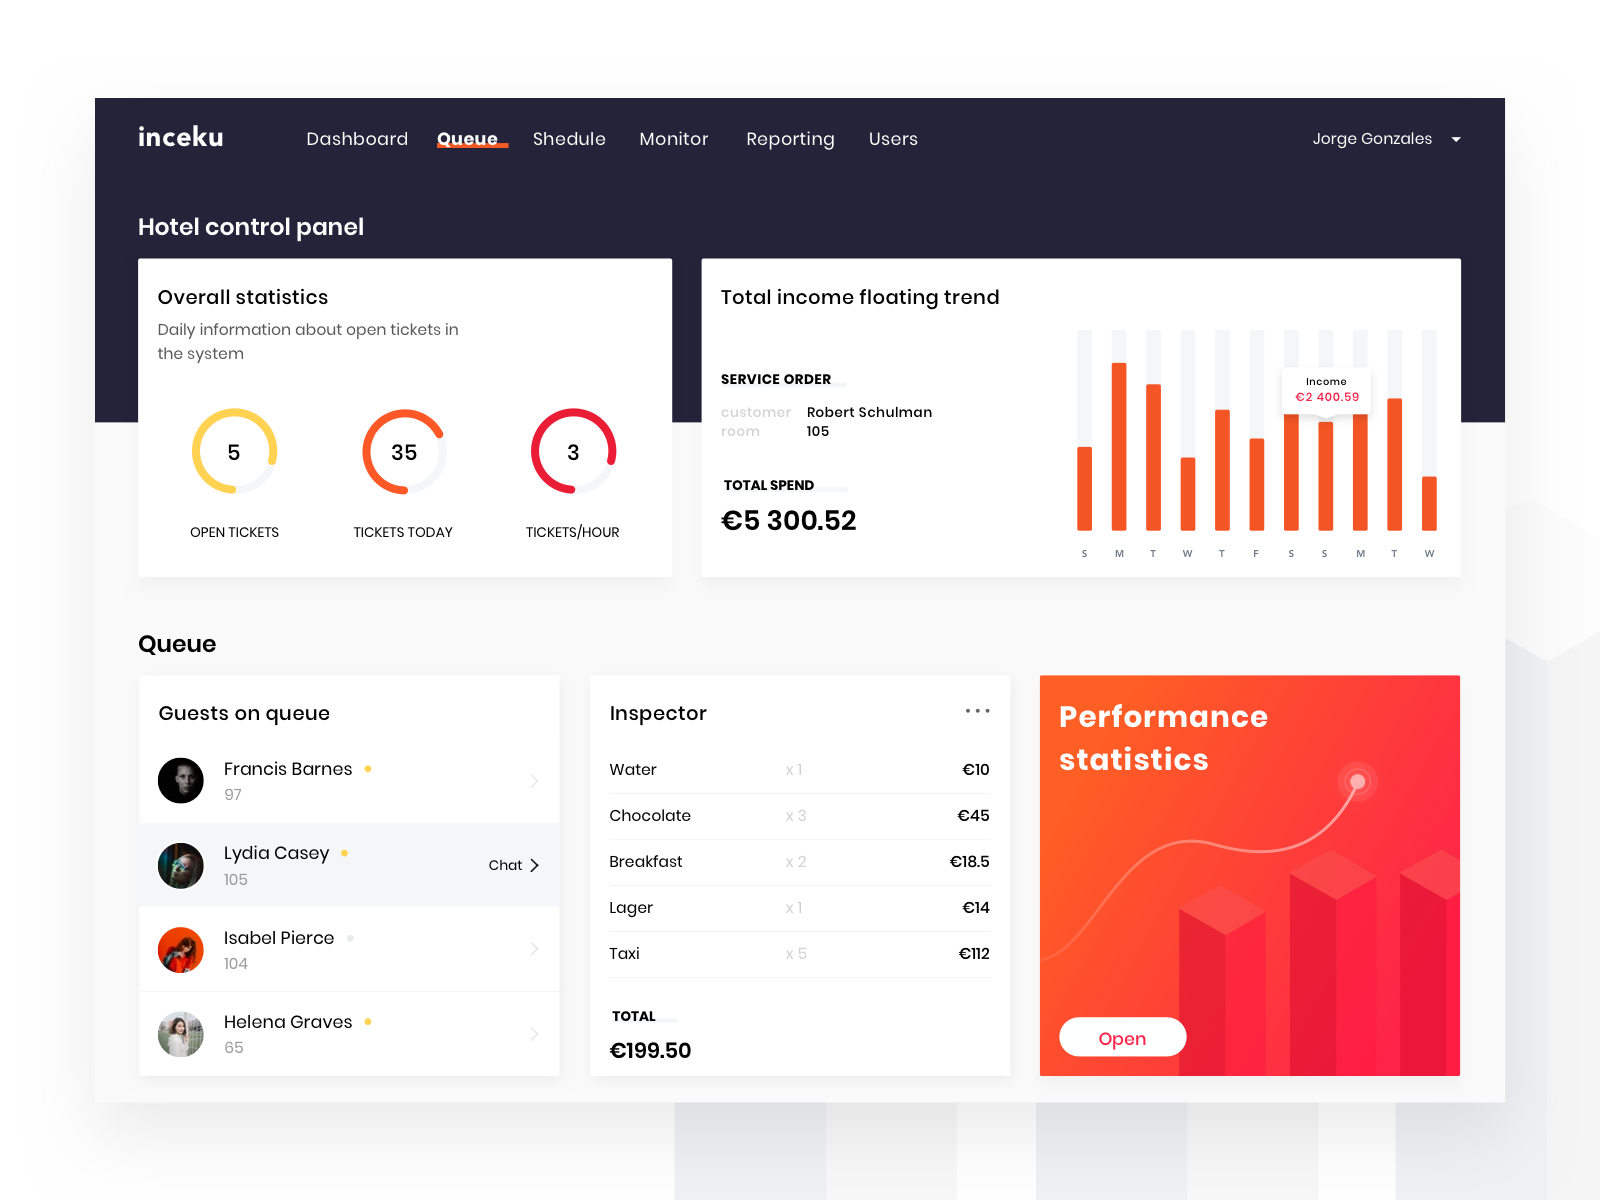 inceku
Dashboard
Queue
Shedule
Monitor
Reporting
Users
Jorge Gonzales
Hotel control panel
Overall statistics
Daily information about open tickets in
the system
5
35
3
OPEN TICKETS
TICKETS TODAY
TICKETS/HOUR
Total income floating trend
SERVICE ORDER
customer Robert Schulman
room 105
TOTAL SPEND
€5 300.52
Income
€2 400.59
S M T W T F S S M T W
Queue
Guests on queue
Francis Barnes
97
Lydia Casey
105
Chat
Isabel Pierce
104
Helena Graves
65
Inspector
Water x 1 €10
Chocolate x 3 €45
Breakfast x 2 €18.5
Lager x 1 €14
Taxi x 5 €112
TOTAL
€199.50
Performance
statistics
Open